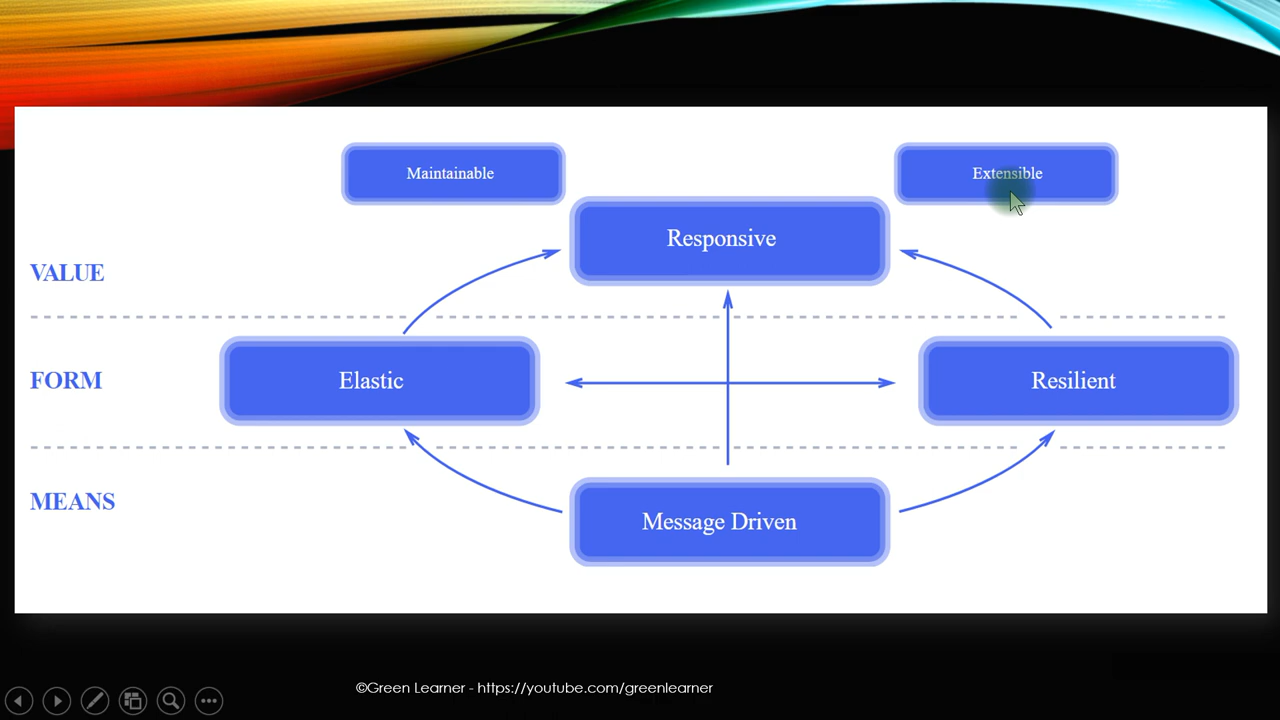 Maintainable
Extensible
Responsive
VALUE
FORM
Elastic
Resilient
MEANS
Message Driven
©Green Learner - https://youtube.com/greenlearner